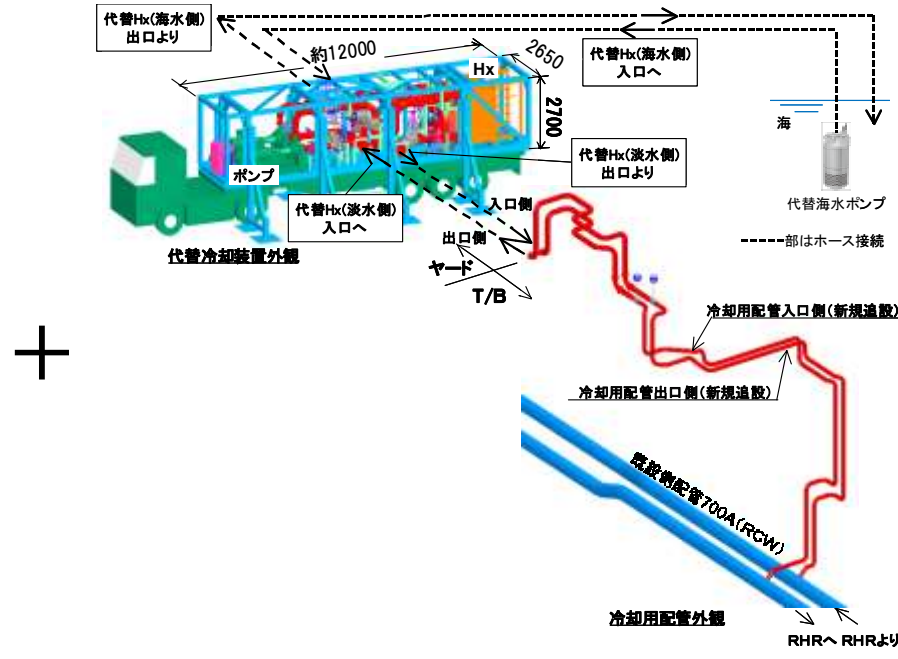 代替Hx(海水側)
出口より
約12000
2650
Hx
代替Hx(海水側)
入口へ
2700
海
代替海水ポンプ
代替Hx(淡水側)
出口より
ポンプ
代替Hx(淡水側)
入口へ
入口側
出口側
代替冷却装置外観
ヤード
T/B
部はホース接続
冷却用配管入口側(新規追設)
冷却用配管出口側(新規追設)
既設側配管700A(RCW)
冷却用配管外観
RHRへ RHRより